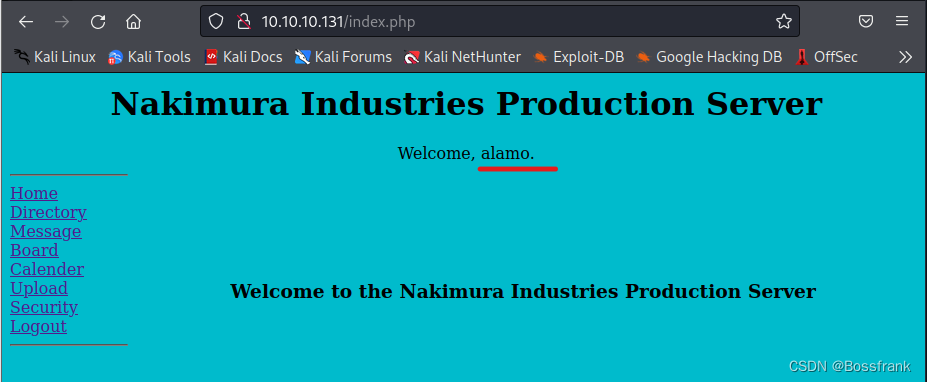 10.10.10.131/index.php
Kali Linux Kali Tools Kali Docs Kali Forums Kali NetHunter Exploit-DB Google Hacking DB OffSec
Nakimura Industries Production Server
Welcome, alamo.
Home
Directory
Message
Board
Calender
Upload
Security
Logout
Welcome to the Nakimura Industries Production Server
CSDN @Bossfrank